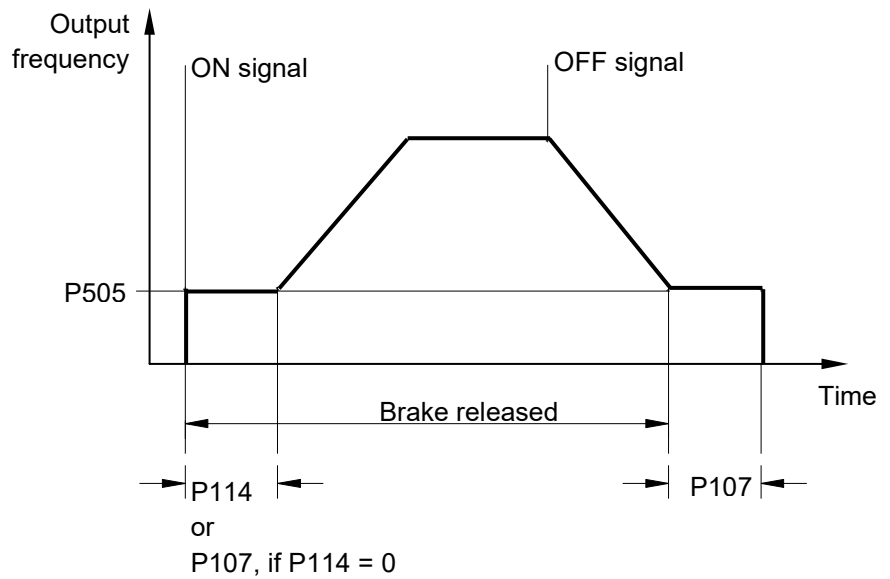 Output
frequency
ON signal
OFF signal
P505
Time
Brake released
P114
or
P107, if P114 = 0
P107